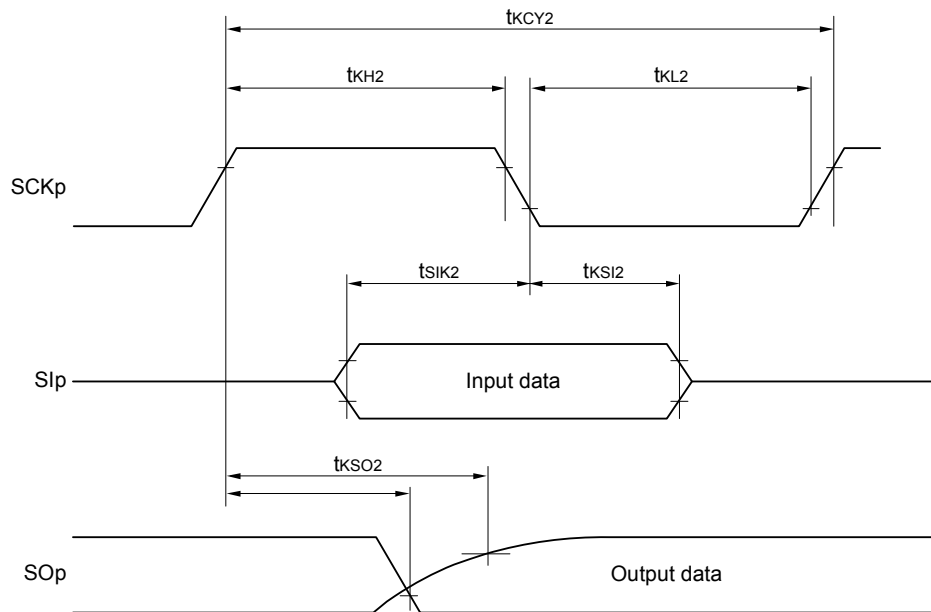 tKCY2
tKH2
tKL2
SCKp
tSIK2
tKSI2
SIp
Input data
tKSO2
SOp
Output data